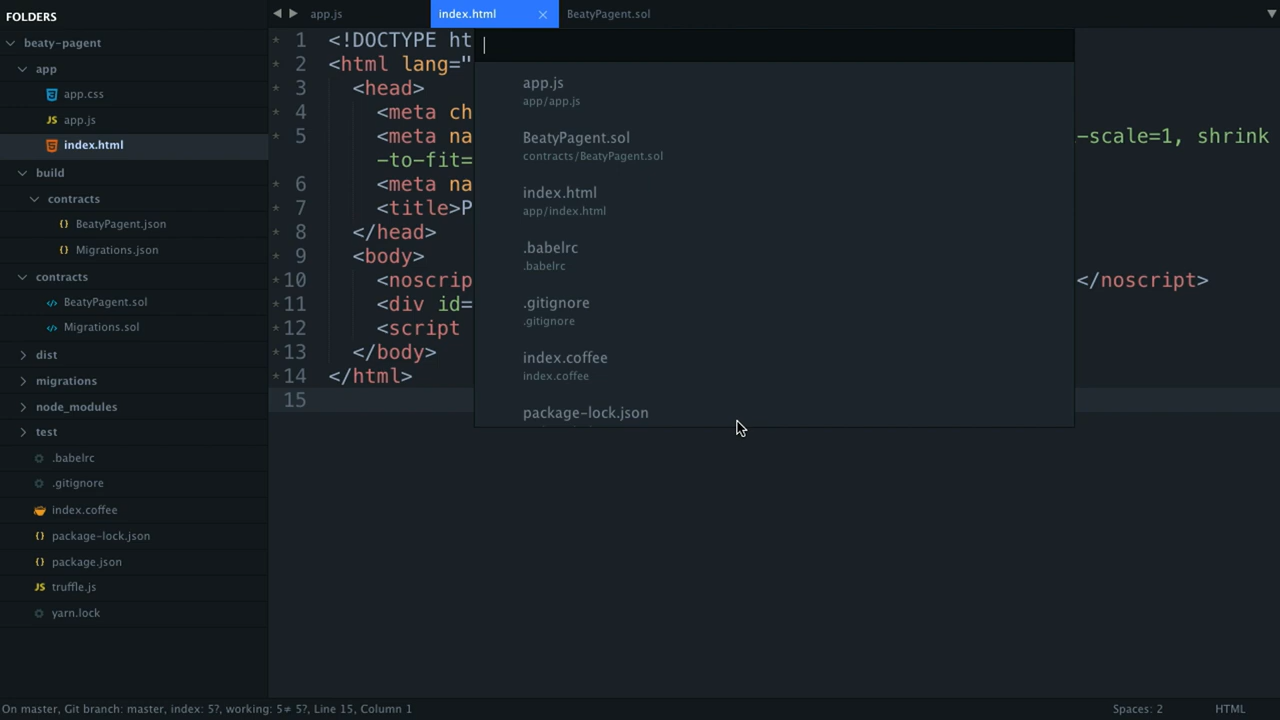 FOLDERS
beaty-pagent
app
app.css
app.js
index.html
build
contracts
BeatyPagent.json
Migrations.json
contracts
BeatyPagent.sol
Migrations.sol
dist
migrations
node_modules
test
.babelrc
.gitignore
index.coffee
package-lock.json
package.json
truffle.js
yarn.lock
app.js
index.html
BeatyPagent.sol
* 1 <!DOCTYPE ht
* 2 <html lang="
* 3 <head>
* 4 <meta ch
* 5 <meta na -scale=1, shrink
-to-fit=
* 6 <meta na
* 7 <title>P
* 8 </head>
* 9 <body>
* 10 <noscrip </noscript>
* 11 <div id=
* 12 <script
* 13 </body>
* 14 </html>
15
app.js
app/app.js
BeatyPagent.sol
contracts/BeatyPagent.sol
index.html
app/index.html
.babelrc
.babelrc
.gitignore
.gitignore
index.coffee
index.coffee
package-lock.json
On master, Git branch: master, index: 5?, working: 5≠ 5?, Line 15, Column 1
Spaces: 2
HTML